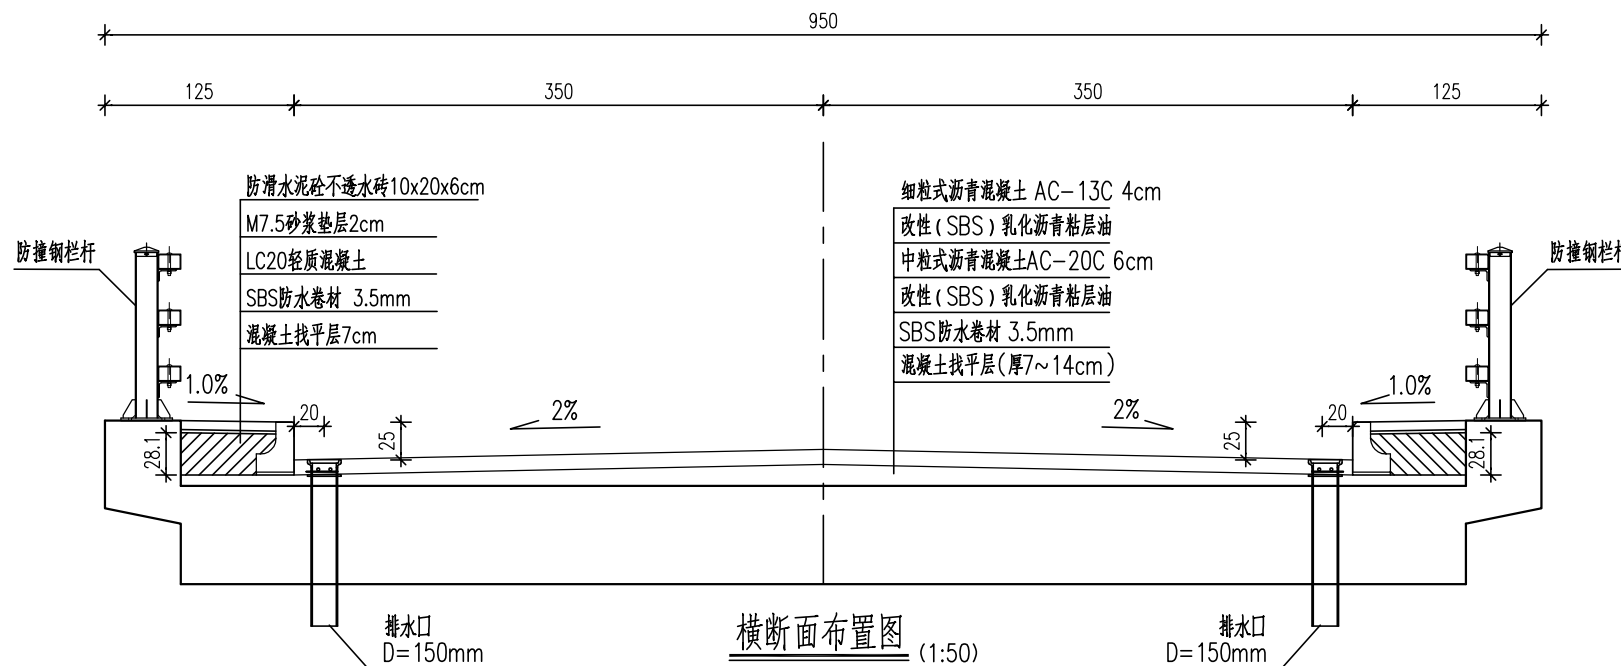 950
125
350
350
125
防滑水泥砼不透水砖10x20x6cm
M7.5砂浆垫层2cm
LC20轻质混凝土
SBS防水卷材 3.5mm
混凝土找平层7cm
细粒式沥青混凝土 AC-13C 4cm
改性(SBS)乳化沥青粘层油
中粒式沥青混凝土AC-20C 6cm
改性(SBS)乳化沥青粘层油
SBS防水卷材 3.5mm
混凝土找平层(厚7~14cm)
防撞钢栏杆
防撞钢栏杆
1.0%
20
2%
25
28.1
2%
25
20
1.0%
28.1
排水口
D=150mm
横断面布置图 (1:50)
排水口
D=150mm